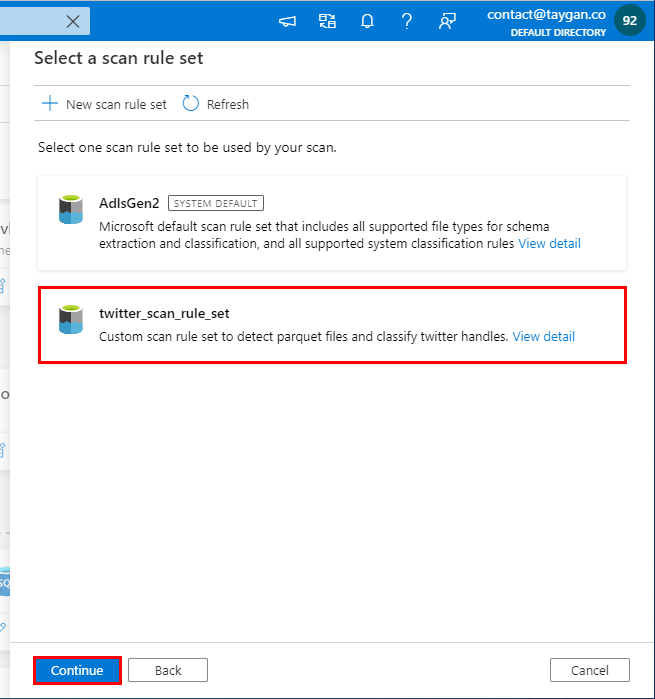 contact@taygan.co
DEFAULT DIRECTORY
92
Select a scan rule set
New scan rule set
Refresh
Select one scan rule set to be used by your scan.
AdlsGen2
SYSTEM DEFAULT
Microsoft default scan rule set that includes all supported file types for schema
extraction and classification, and all supported system classification rules View detail
twitter_scan_rule_set
Custom scan rule set to detect parquet files and classify twitter handles. View detail
Continue
Back
Cancel